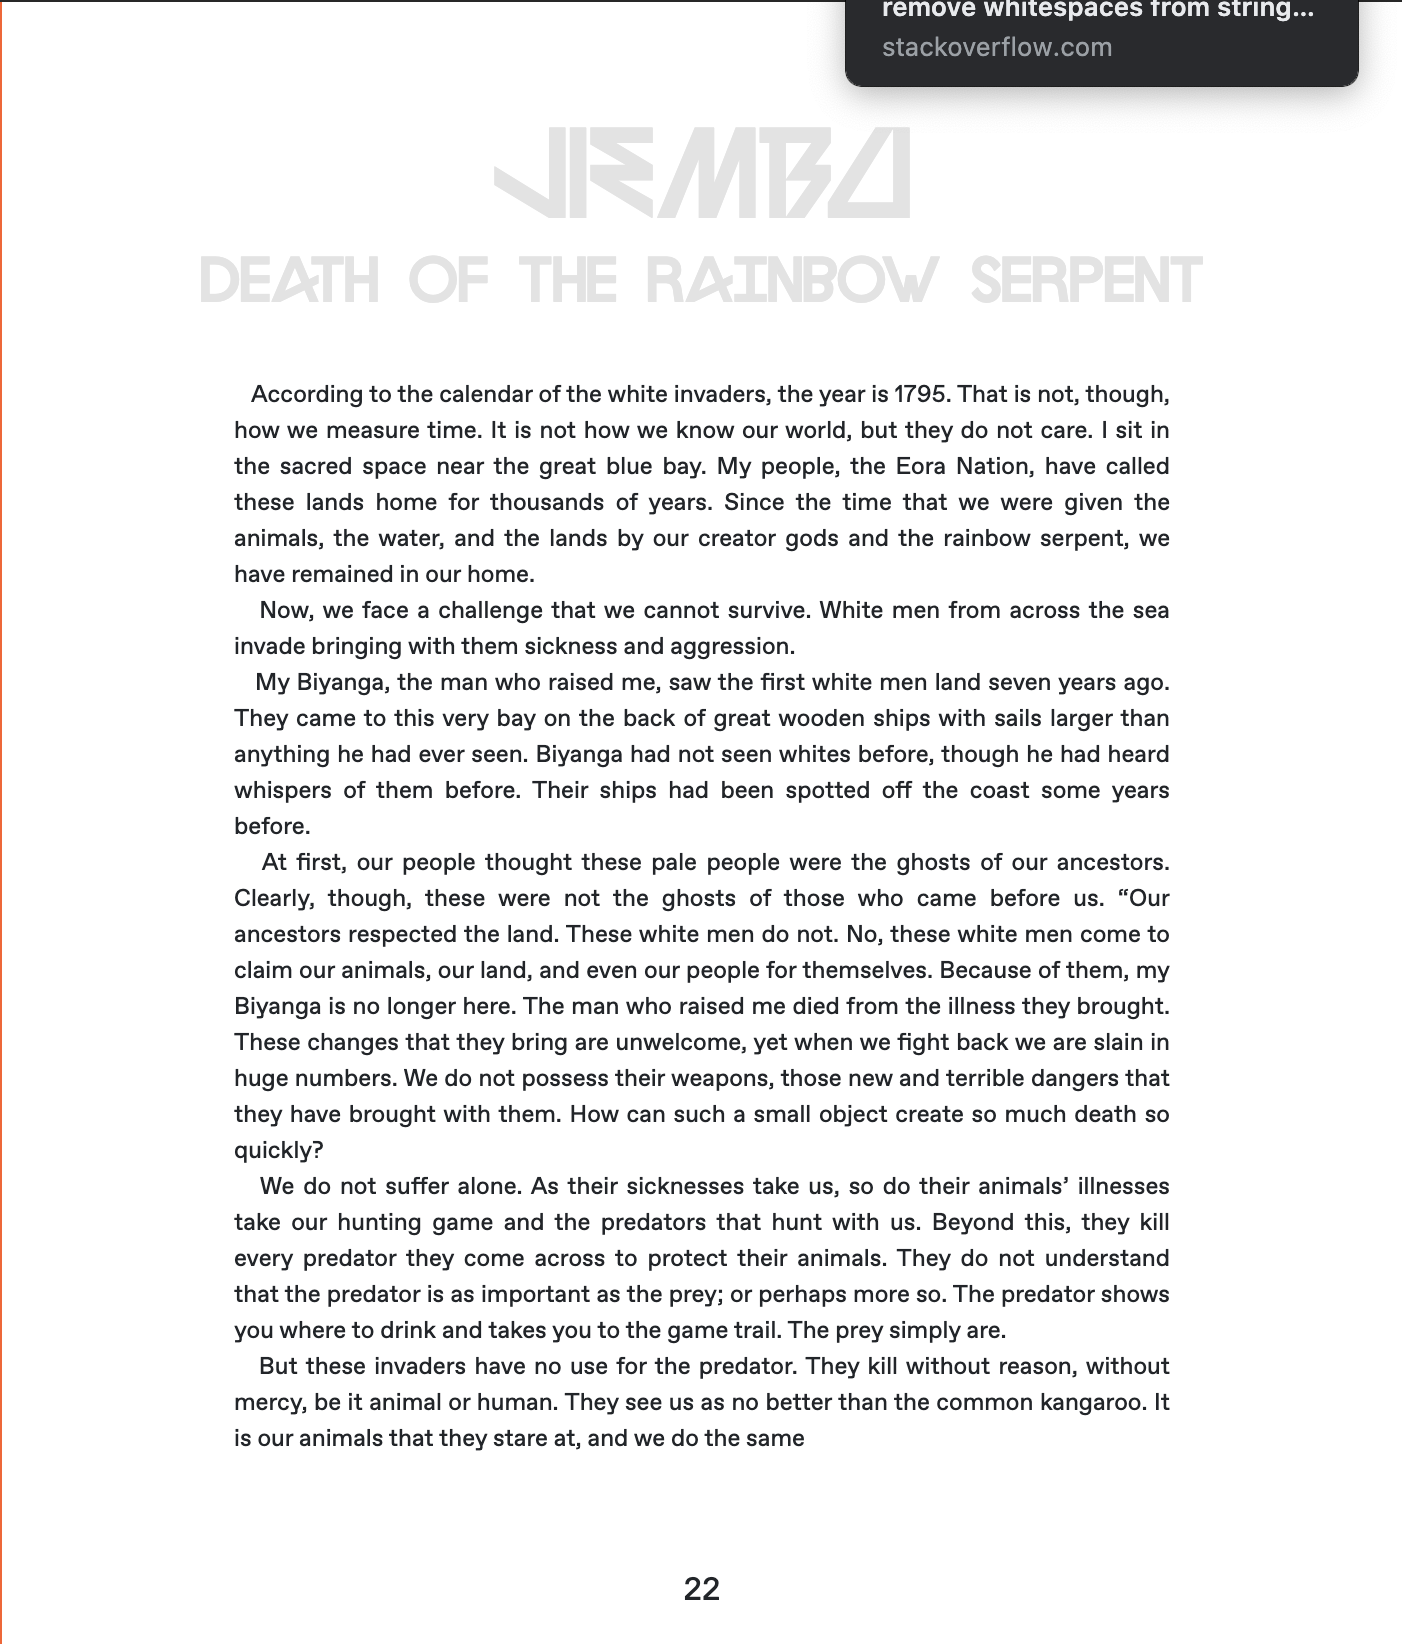 remove whitespaces from string...
stackoverflow.com
JEMBA
DEATH OF THE RAINBOW SERPENT
According to the calendar of the white invaders, the year is 1795. That is not, though,
how we measure time. It is not how we know our world, but they do not care. I sit in
the sacred space near the great blue bay. My people, the Eora Nation, have called
these lands home for thousands of years. Since the time that we were given the
animals, the water, and the lands by our creator gods and the rainbow serpent, we
have remained in our home.
Now, we face a challenge that we cannot survive. White men from across the sea
invade bringing with them sickness and aggression.
My Biyanga, the man who raised me, saw the first white men land seven years ago.
They came to this very bay on the back of great wooden ships with sails larger than
anything he had ever seen. Biyanga had not seen whites before, though he had heard
whispers of them before. Their ships had been spotted off the coast some years
before.
At first, our people thought these pale people were the ghosts of our ancestors.
Clearly, though, these were not the ghosts of those who came before us. “Our
ancestors respected the land. These white men do not. No, these white men come to
claim our animals, our land, and even our people for themselves. Because of them, my
Biyanga is no longer here. The man who raised me died from the illness they brought.
These changes that they bring are unwelcome, yet when we fight back we are slain in
huge numbers. We do not possess their weapons, those new and terrible dangers that
they have brought with them. How can such a small object create so much death so
quickly?
We do not suffer alone. As their sicknesses take us, so do their animals’ illnesses
take our hunting game and the predators that hunt with us. Beyond this, they kill
every predator they come across to protect their animals. They do not understand
that the predator is as important as the prey; or perhaps more so. The predator shows
you where to drink and takes you to the game trail. The prey simply are.
But these invaders have no use for the predator. They kill without reason, without
mercy, be it animal or human. They see us as no better than the common kangaroo. It
is our animals that they stare at, and we do the same
22